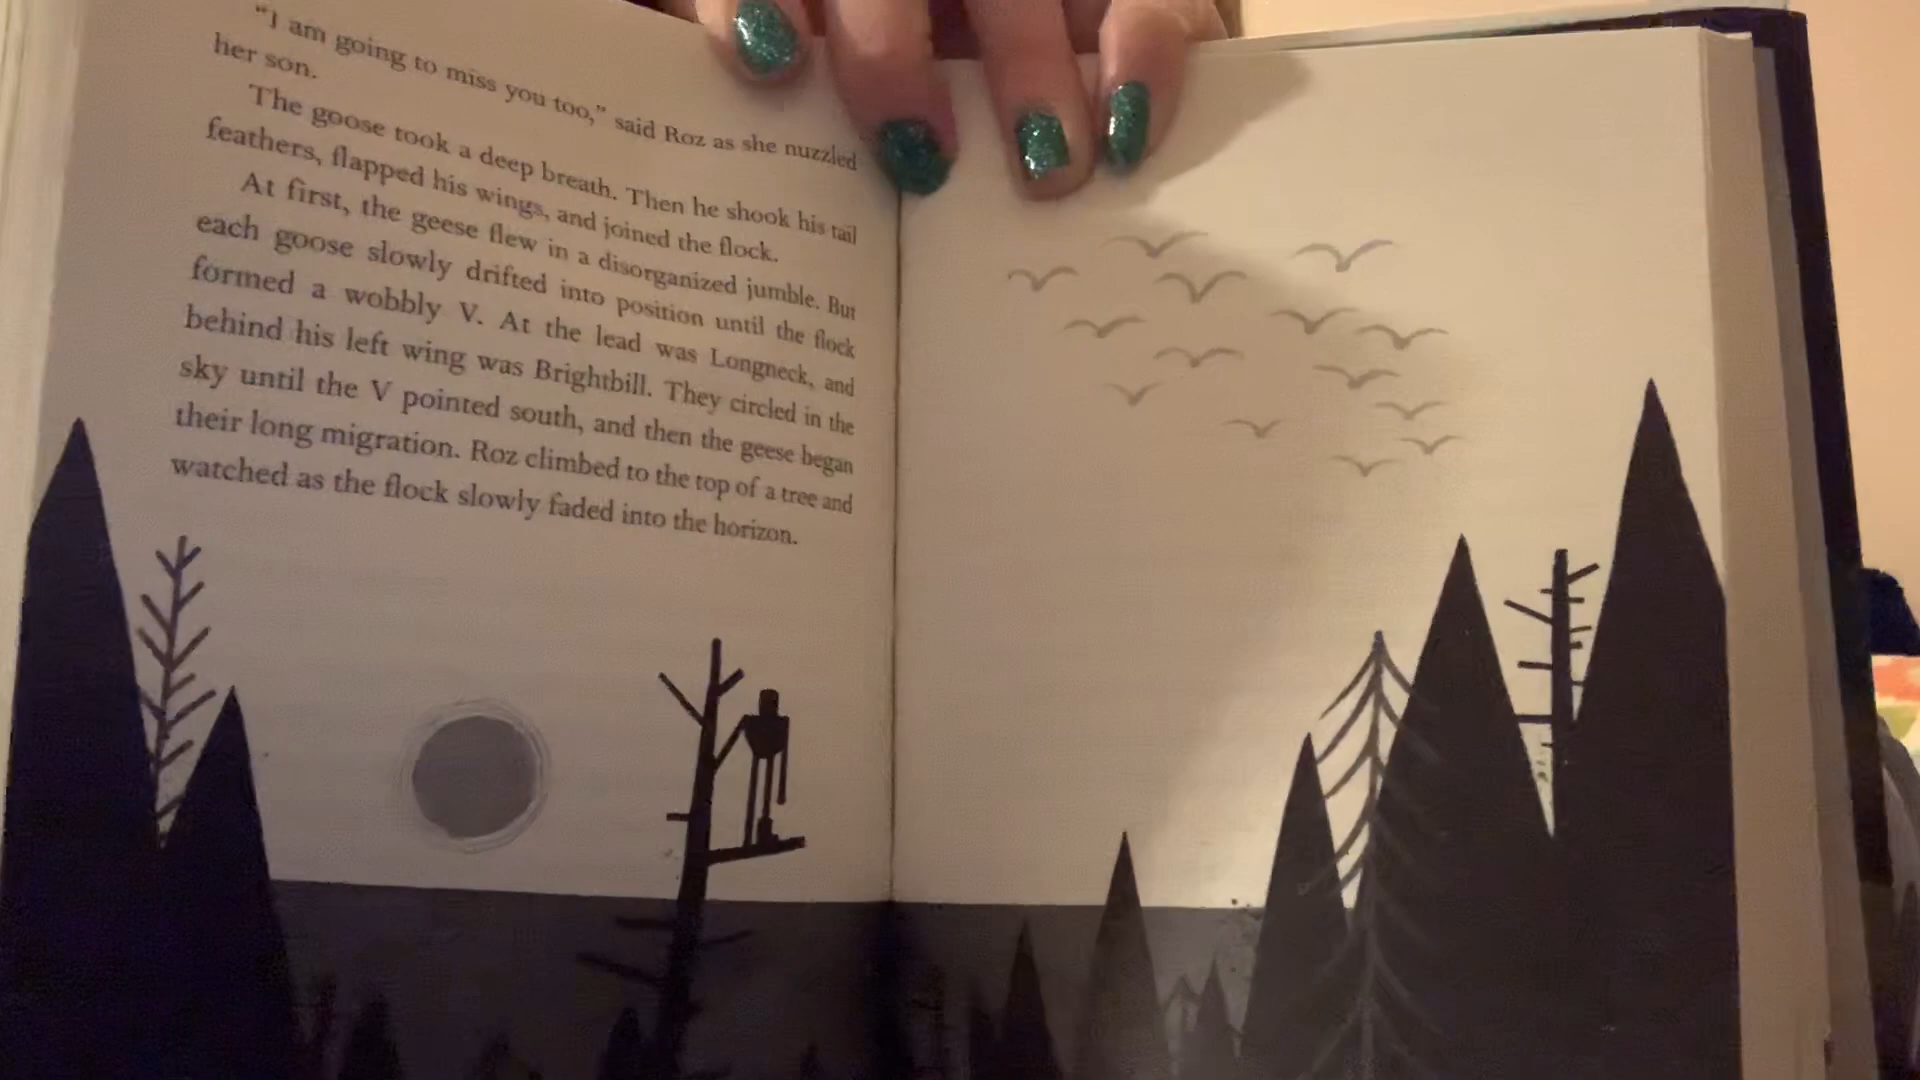 “I am going to miss you too,” said Roz as she nuzzled
her son.
The goose took a deep breath. Then he shook his tail
feathers, flapped his wings, and joined the flock.
At first, the geese flew in a disorganized jumble. But
each goose slowly drifted into position until the flock
formed a wobbly V. At the lead was Longneck, and
behind his left wing was Brightbill. They circled in the
sky until the V pointed south, and then the geese began
their long migration. Roz climbed to the top of a tree and
watched as the flock slowly faded into the horizon.